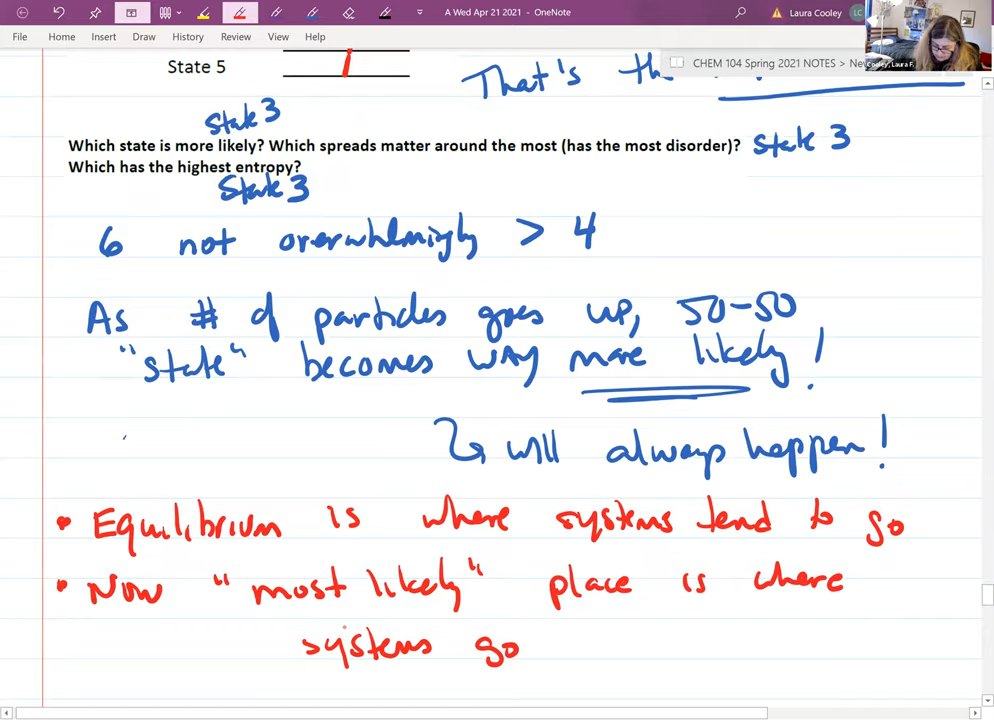 A Wed Apr 21 2021 - OneNote
Laura Cooley
LC
File Home Insert Draw History Review View Help
CHEM 104 Spring 2021 NOTES >
Cooley, Laura F.
State 5 1
That's the
State 3
Which state is more likely? Which spreads matter around the most (has the most disorder)? State 3
Which has the highest entropy?
State 3
6 not overwhelmingly > 4
As # of particles goes up, 50-50
"state" becomes way more likely!
will always happen!
• Equilibrium is where systems tend to go
• Now "most likely" place is where
systems go